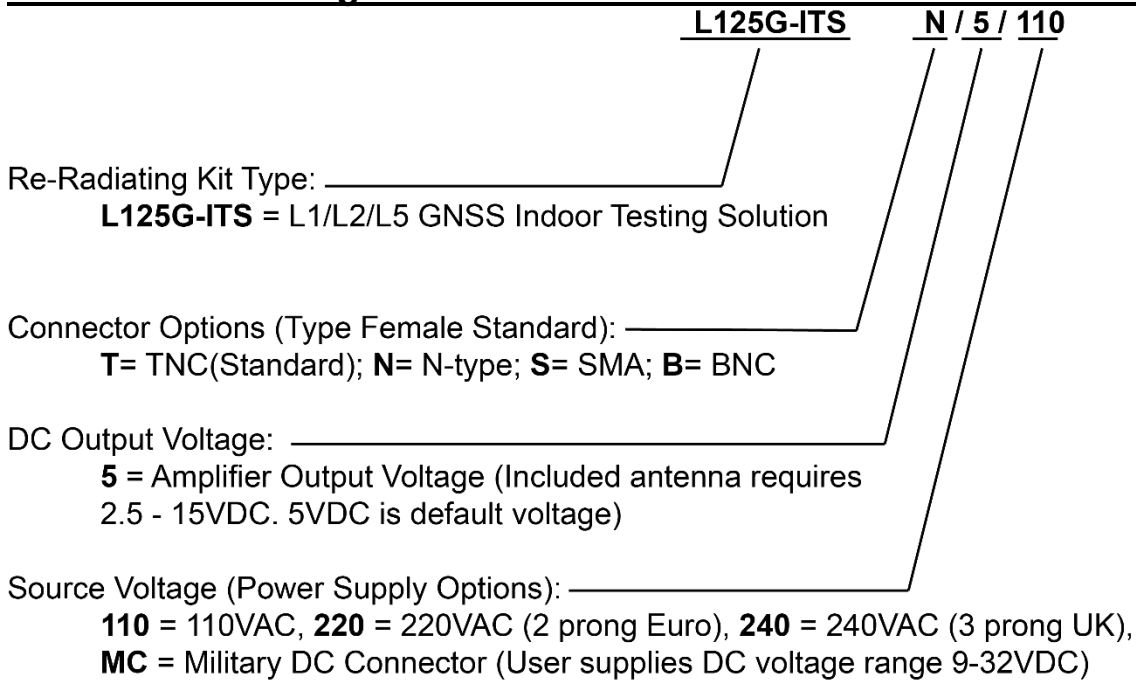 L125G-ITS N / 5 / 110
Re-Radiating Kit Type:
L125G-ITS = L1/L2/L5 GNSS Indoor Testing Solution
Connector Options (Type Female Standard):
T= TNC(Standard); N= N-type; S= SMA; B= BNC
DC Output Voltage:
5 = Amplifier Output Voltage (Included antenna requires
2.5 - 15VDC. 5VDC is default voltage)
Source Voltage (Power Supply Options):
110 = 110VAC, 220 = 220VAC (2 prong Euro), 240 = 240VAC (3 prong UK),
MC = Military DC Connector (User supplies DC voltage range 9-32VDC)